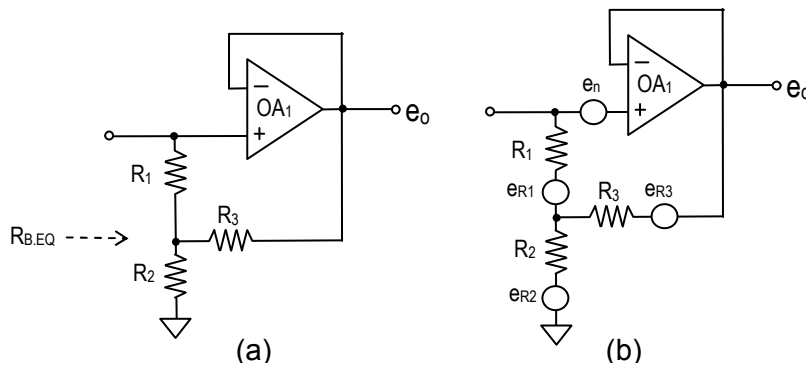 −
OA1
+
eo
R1
R3
RB.EQ
R2
(a)
−
en
OA1
+
eo
R1
eR1
R3
eR3
R2
eR2
(b)